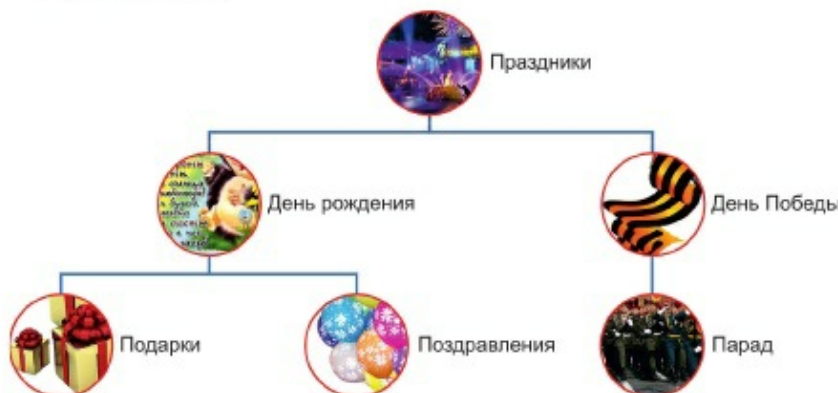 Праздники
День рождения
День Победы
Подарки
Поздравления
Парад